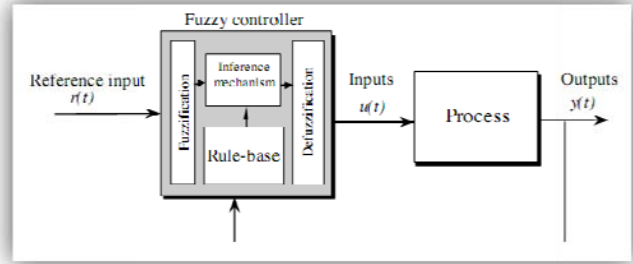 Fuzzy controller
Reference input
r(t)
Fuzzification
Inference
mechanism
Rule-base
Defuzzification
Inputs
u(t)
Process
Outputs
y(t)